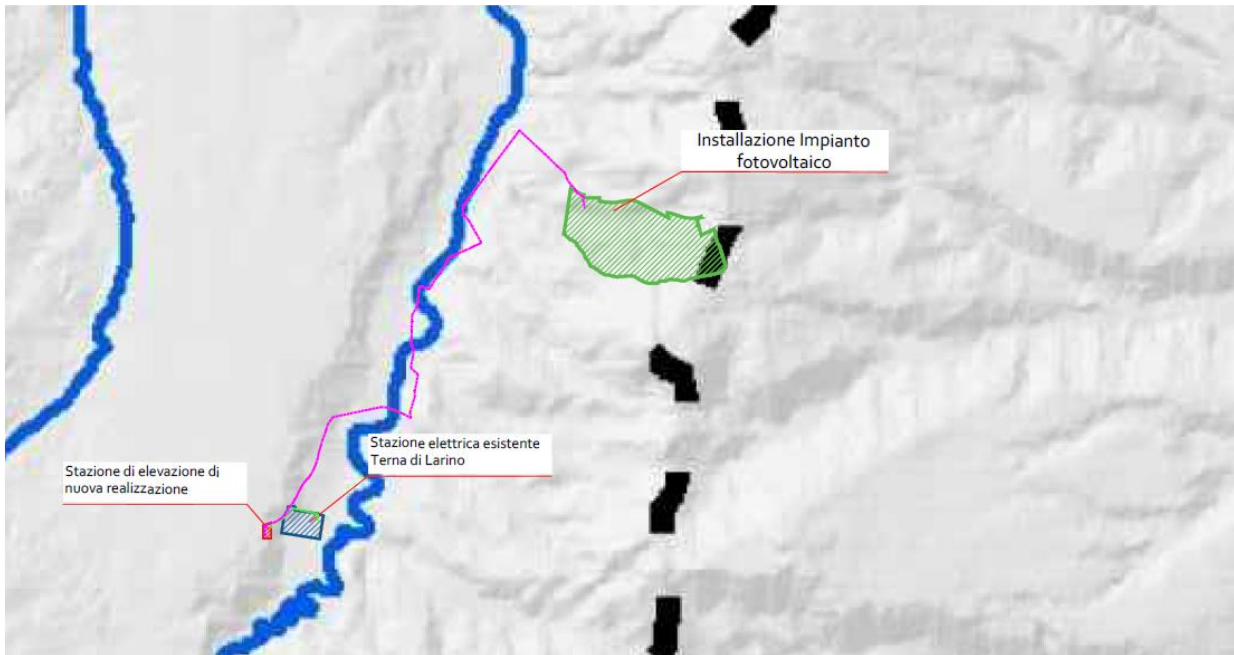 Installazione Impianto
fotovoltaico
Stazione elettrica esistente
Terna di Larino
Stazione di elevazione di
nuova realizzazione